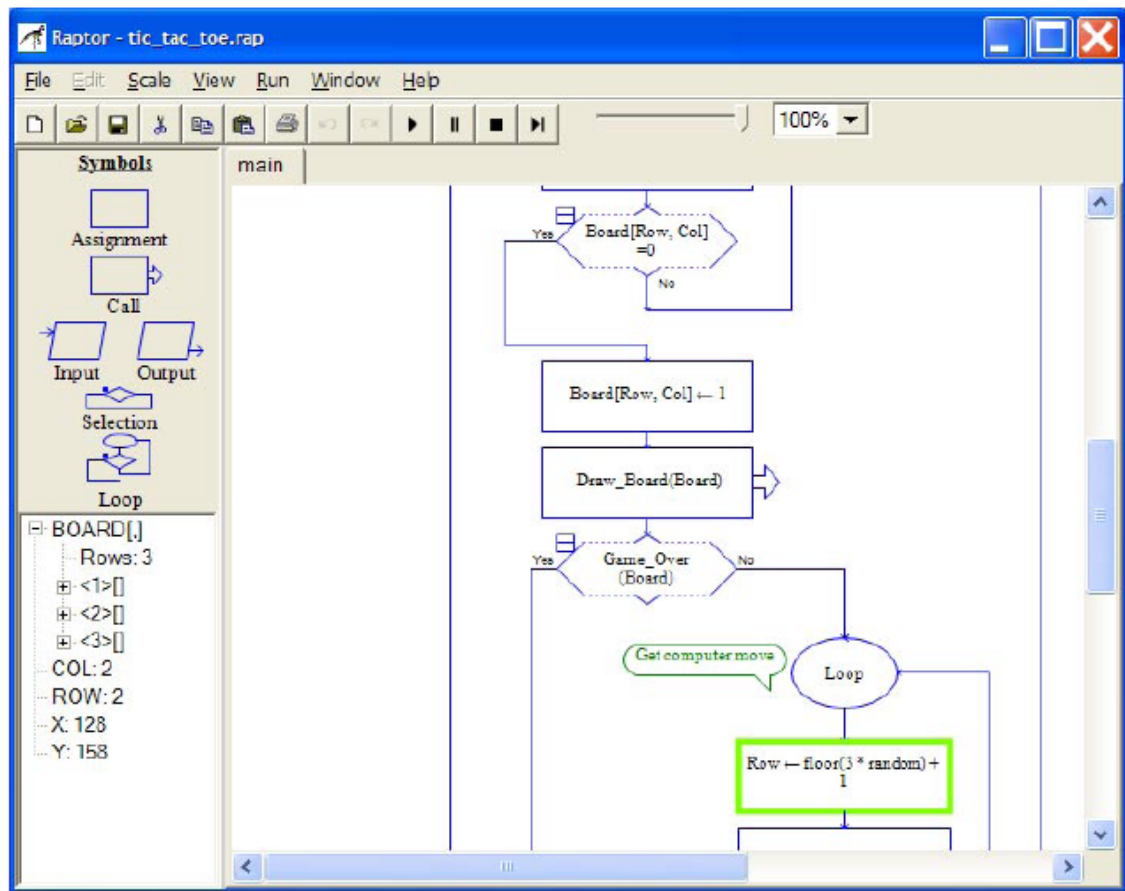 Raptor - tic_tac_toe.rap
File Edit Scale View Run Window Help
100%
Symbols
Assignment
Call
Input Output
Selection
Loop
BOARD[,]
Rows: 3
<1>[]
<2>[]
<3>[]
COL: 2
ROW: 2
X: 128
Y: 158
main
Board[Row, Col]
=0
Yes
No
Board[Row, Col] ← 1
Draw_Board(Board)
Yes
Game_Over
(Board)
No
Get computer move
Loop
Row ← floor(3 * random) +
1